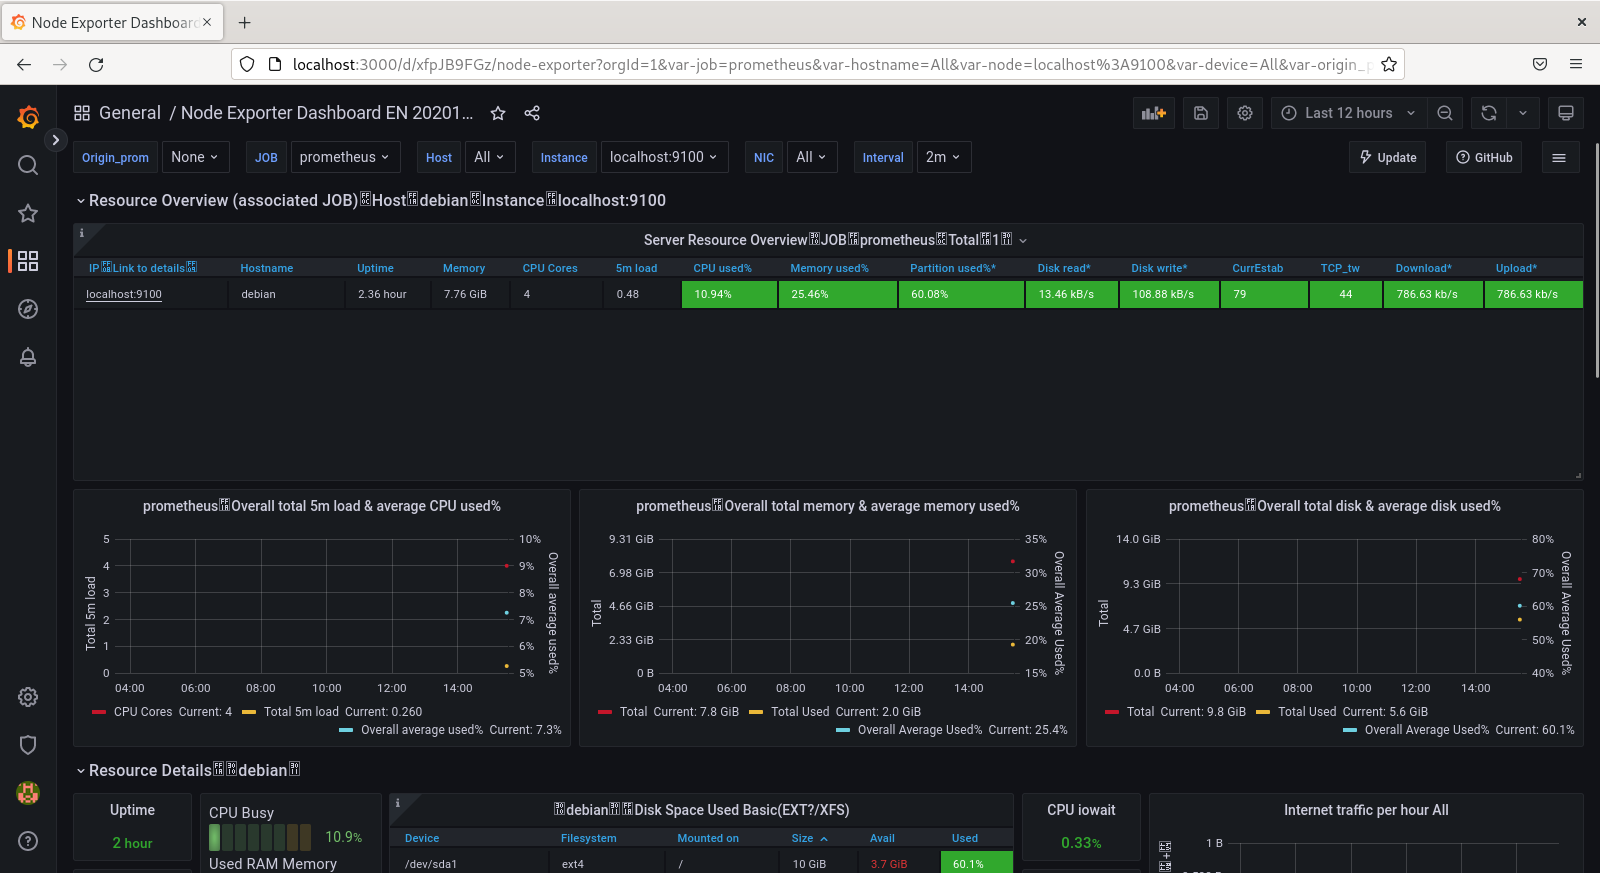 Node Exporter Dashboard
localhost:3000/d/xfpJB9FGz/node-exporter?orgId=1&var-job=prometheus&var-hostname=All&var-node=localhost%3A9100&var-device=All&var-origin_p
General / Node Exporter Dashboard EN 20201...
Last 12 hours
Origin_prom None JOB prometheus Host All Instance localhost:9100 NIC All Interval 2m Update GitHub
Resource Overview (associated JOB) Host debian Instance localhost:9100
Server Resource Overview JOB prometheus Total 1
IP Link to details Hostname Uptime Memory CPU Cores 5m load CPU used% Memory used% Partition used%* Disk read* Disk write* CurrEstab TCP_tw Download* Upload*
localhost:9100 debian 2.36 hour 7.76 GiB 4 0.48 10.94% 25.46% 60.08% 13.46 kB/s 108.88 kB/s 79 44 786.63 kb/s 786.63 kb/s
prometheus Overall total 5m load & average CPU used%
Total 5m load
5
4
3
2
1
0
10%
9%
8%
7%
6%
5%
Overall average used%
04:00 06:00 08:00 10:00 12:00 14:00
CPU Cores Current: 4 Total 5m load Current: 0.260
Overall average used% Current: 7.3%
prometheus Overall total memory & average memory used%
Total
9.31 GiB
6.98 GiB
4.66 GiB
2.33 GiB
0 B
35%
30%
25%
20%
15%
Overall Average Used%
04:00 06:00 08:00 10:00 12:00 14:00
Total Current: 7.8 GiB Total Used Current: 2.0 GiB
Overall Average Used% Current: 25.4%
prometheus Overall total disk & average disk used%
Total
14.0 GiB
9.3 GiB
4.7 GiB
0.0 B
80%
70%
60%
50%
40%
Overall Average Used%
04:00 06:00 08:00 10:00 12:00 14:00
Total Current: 9.8 GiB Total Used Current: 5.6 GiB
Overall Average Used% Current: 60.1%
Resource Details debian
Uptime
2 hour
CPU Busy
10.9%
Used RAM Memory
debian Disk Space Used Basic(EXT?/XFS)
Device Filesystem Mounted on Size Avail Used
/dev/sda1 ext4 / 10 GiB 3.7 GiB 60.1%
CPU iowait
0.33%
Internet traffic per hour All
1 B